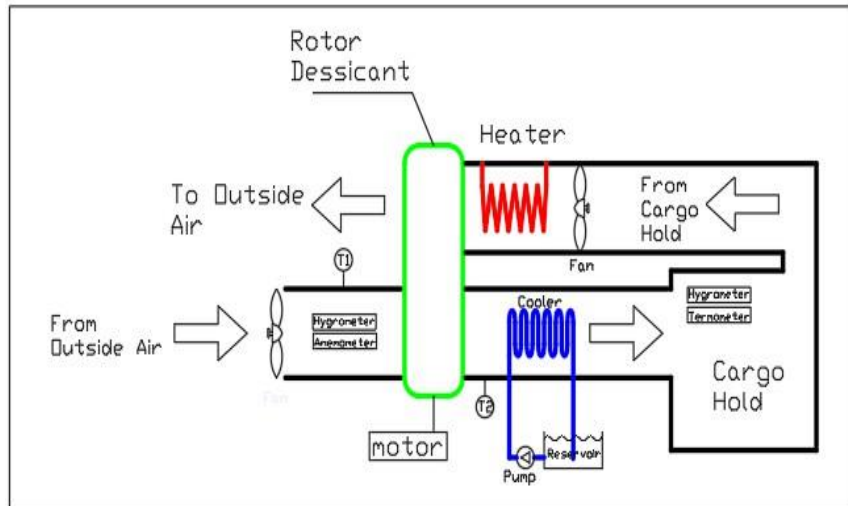 Rotor
Dessicant
Heater
To Outside
Air
From
Cargo
Hold
Fan
T1
Cooler
Hygrometer
Termometer
Hygrometer
Anemometer
From
Outside Air
Cargo
Hold
Fan
T2
motor
Reservoir
Pump